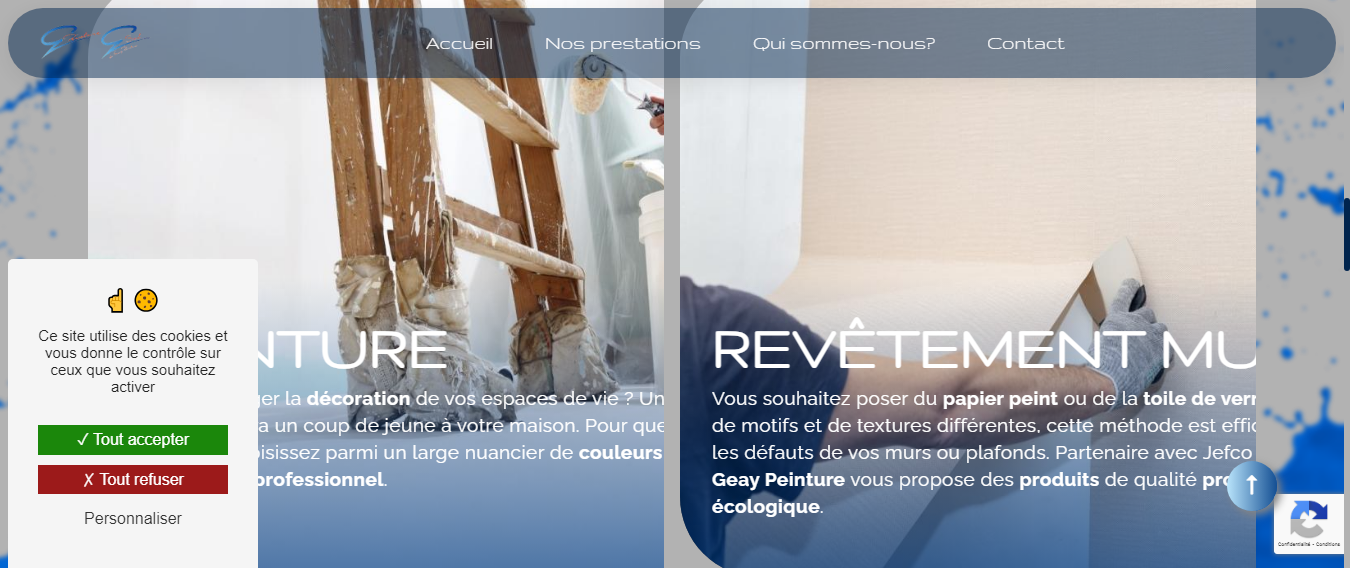 Accueil
Nos prestations
Qui sommes-nous?
Contact
NTURE
ger la décoration de vos espaces de vie ? Un
a un coup de jeune à votre maison. Pour que
oisissez parmi un large nuancier de couleurs
professionnel.
REVÊTEMENT MU
Vous souhaitez poser du papier peint ou de la toile de verr
de motifs et de textures différentes, cette méthode est effic
les défauts de vos murs ou plafonds. Partenaire avec Jefco
Geay Peinture vous propose des produits de qualité pro
écologique.
Ce site utilise des cookies et
vous donne le contrôle sur
ceux que vous souhaitez
activer
✓ Tout accepter
✗ Tout refuser
Personnaliser
Confidentialité - Conditions